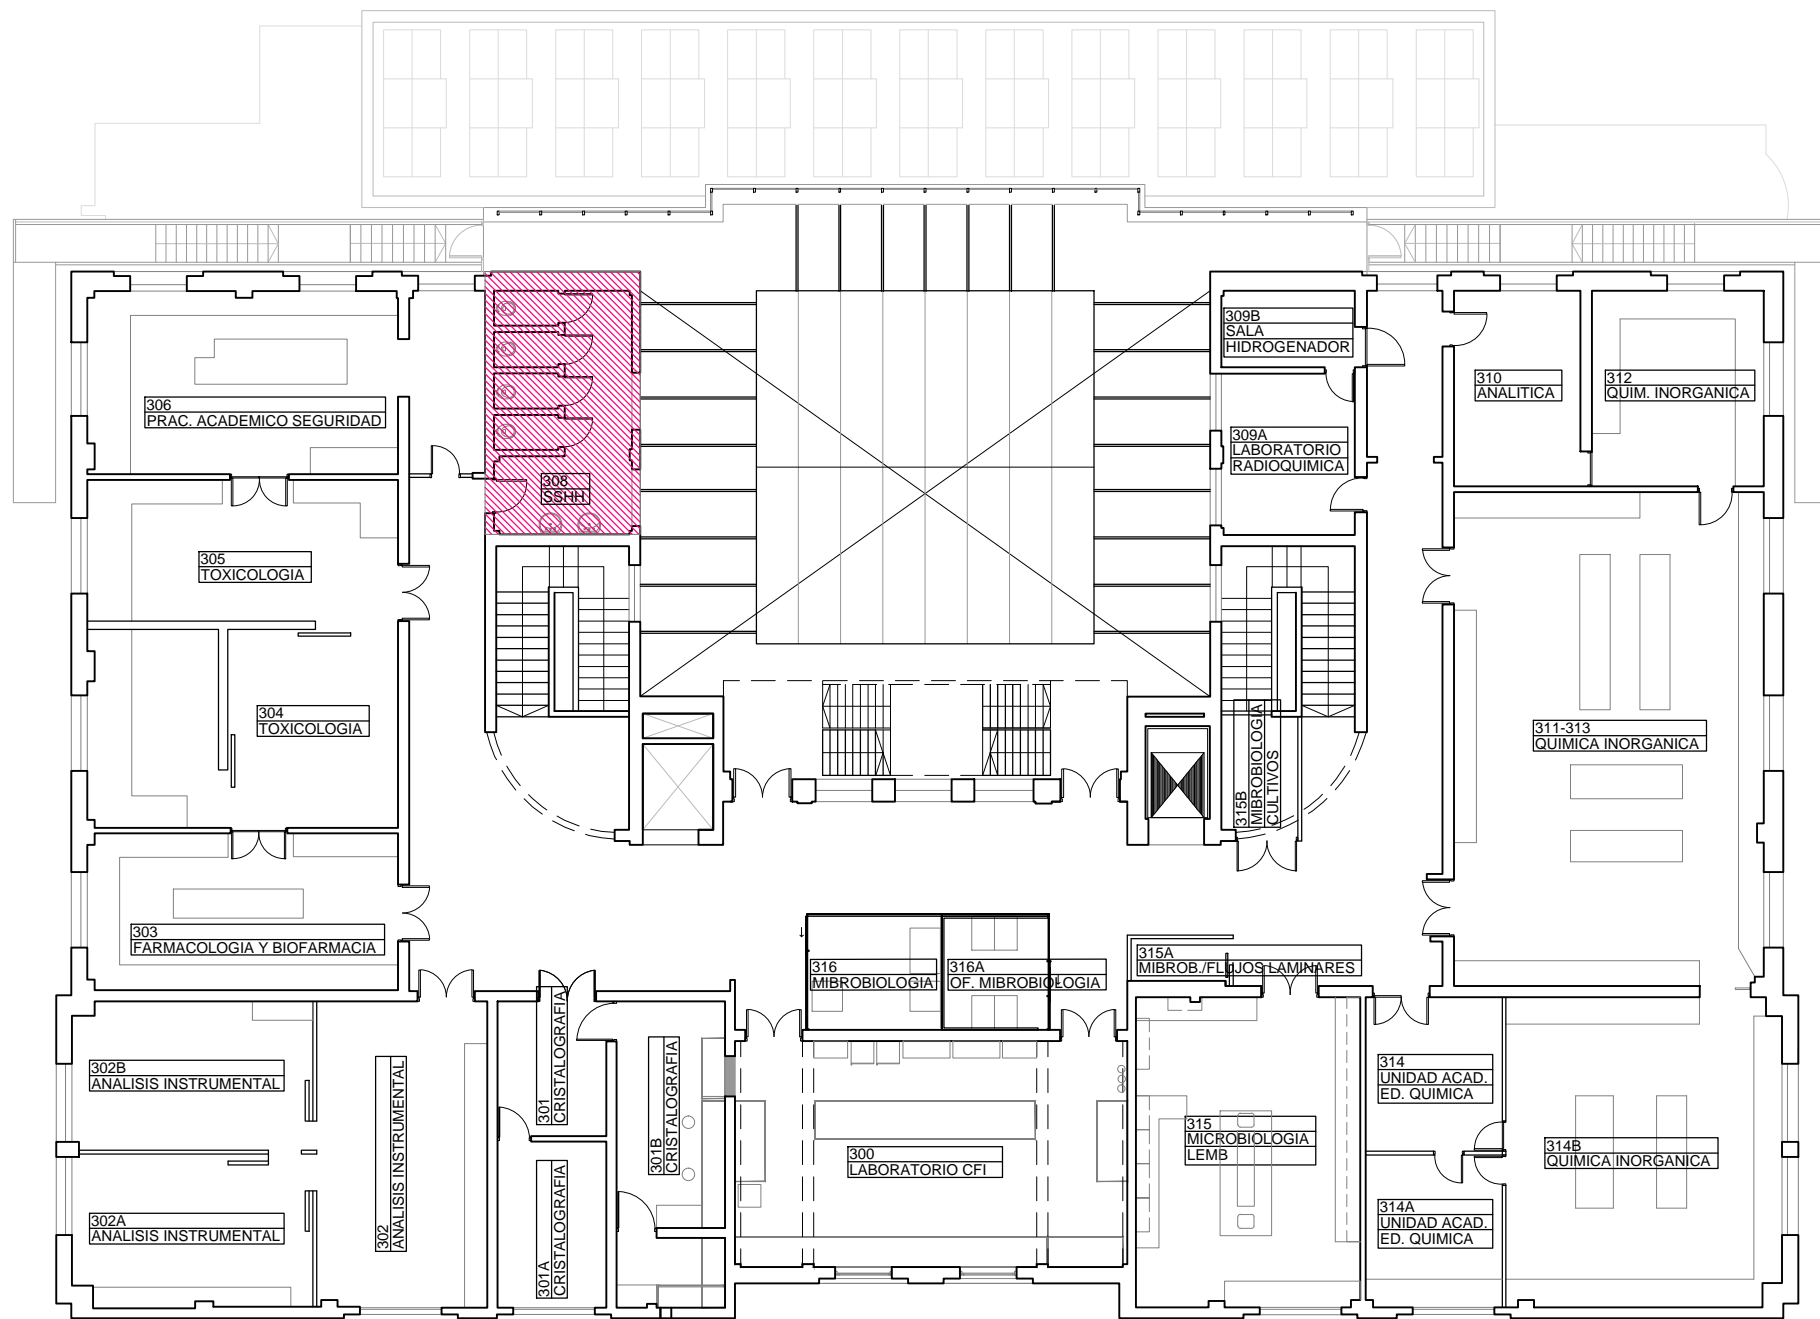 309B
SALA
HIDROGENADOR
306
PRAC. ACADEMICO SEGURIDAD
310
ANALITICA
312
QUIM. INORGANICA
309A
LABORATORIO
RADIOQUIMICA
308
SSHH
305
TOXICOLOGIA
304
TOXICOLOGIA
315B
MIBROBIOLOGIA
CULTIVOS
311-313
QUIMICA INORGANICA
303
FARMACOLOGIA Y BIOFARMACIA
316
MIBROBIOLOGIA
316A
OF. MIBROBIOLOGIA
315A
MIBROB./FLUJOS LAMINARES
302B
ANALISIS INSTRUMENTAL
302
ANALISIS INSTRUMENTAL
301
CRISTALOGRAFIA
301B
CRISTALOGRAFIA
314
UNIDAD ACAD.
ED. QUIMICA
300
LABORATORIO CFI
315
MICROBIOLOGIA
LEMB
314B
QUIMICA INORGANICA
302A
ANALISIS INSTRUMENTAL
301A
CRISTALOGRAFIA
314A
UNIDAD ACAD.
ED. QUIMICA